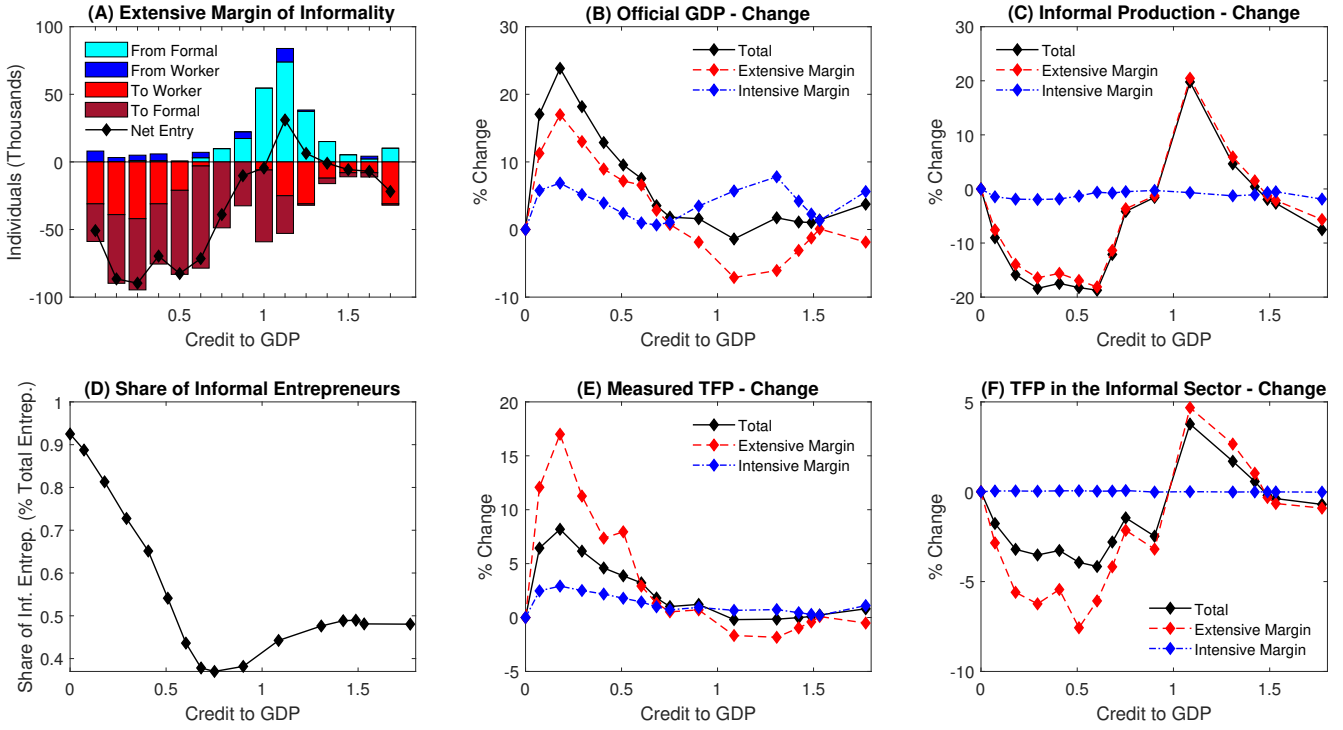 (A) Extensive Margin of Informality
100
50
0
-50
-100
Individuals (Thousands)
From Formal
From Worker
To Worker
To Formal
Net Entry
0.5
1
1.5
Credit to GDP
(B) Official GDP - Change
30
20
10
0
-10
% Change
Total
Extensive Margin
Intensive Margin
0
0.5
1
1.5
Credit to GDP
(C) Informal Production - Change
30
20
10
0
-10
-20
% Change
Total
Extensive Margin
Intensive Margin
0
0.5
1
1.5
Credit to GDP
(D) Share of Informal Entrepreneurs
1
0.9
0.8
0.7
0.6
0.5
0.4
Share of Inf. Entrep. (% Total Entrep.)
0
0.5
1
1.5
Credit to GDP
(E) Measured TFP - Change
20
15
10
5
0
-5
% Change
Total
Extensive Margin
Intensive Margin
0
0.5
1
1.5
Credit to GDP
(F) TFP in the Informal Sector - Change
5
0
-5
-10
% Change
Total
Extensive Margin
Intensive Margin
0
0.5
1
1.5
Credit to GDP